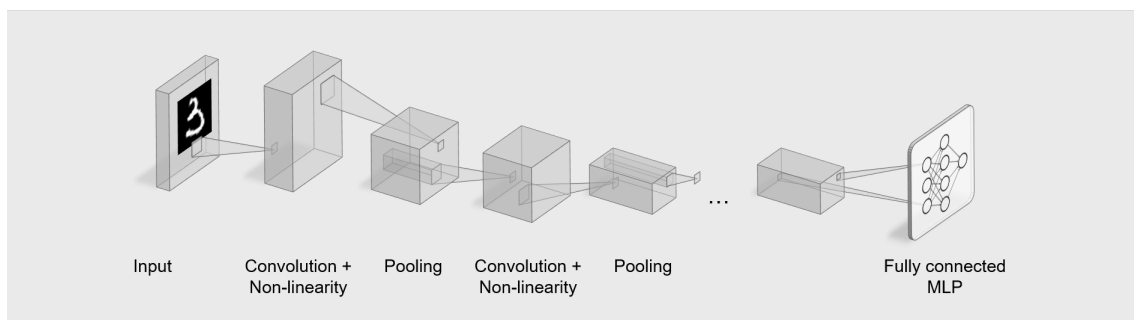 3
...
Input
Convolution +
Non-linearity
Pooling
Convolution +
Non-linearity
Pooling
Fully connected
MLP